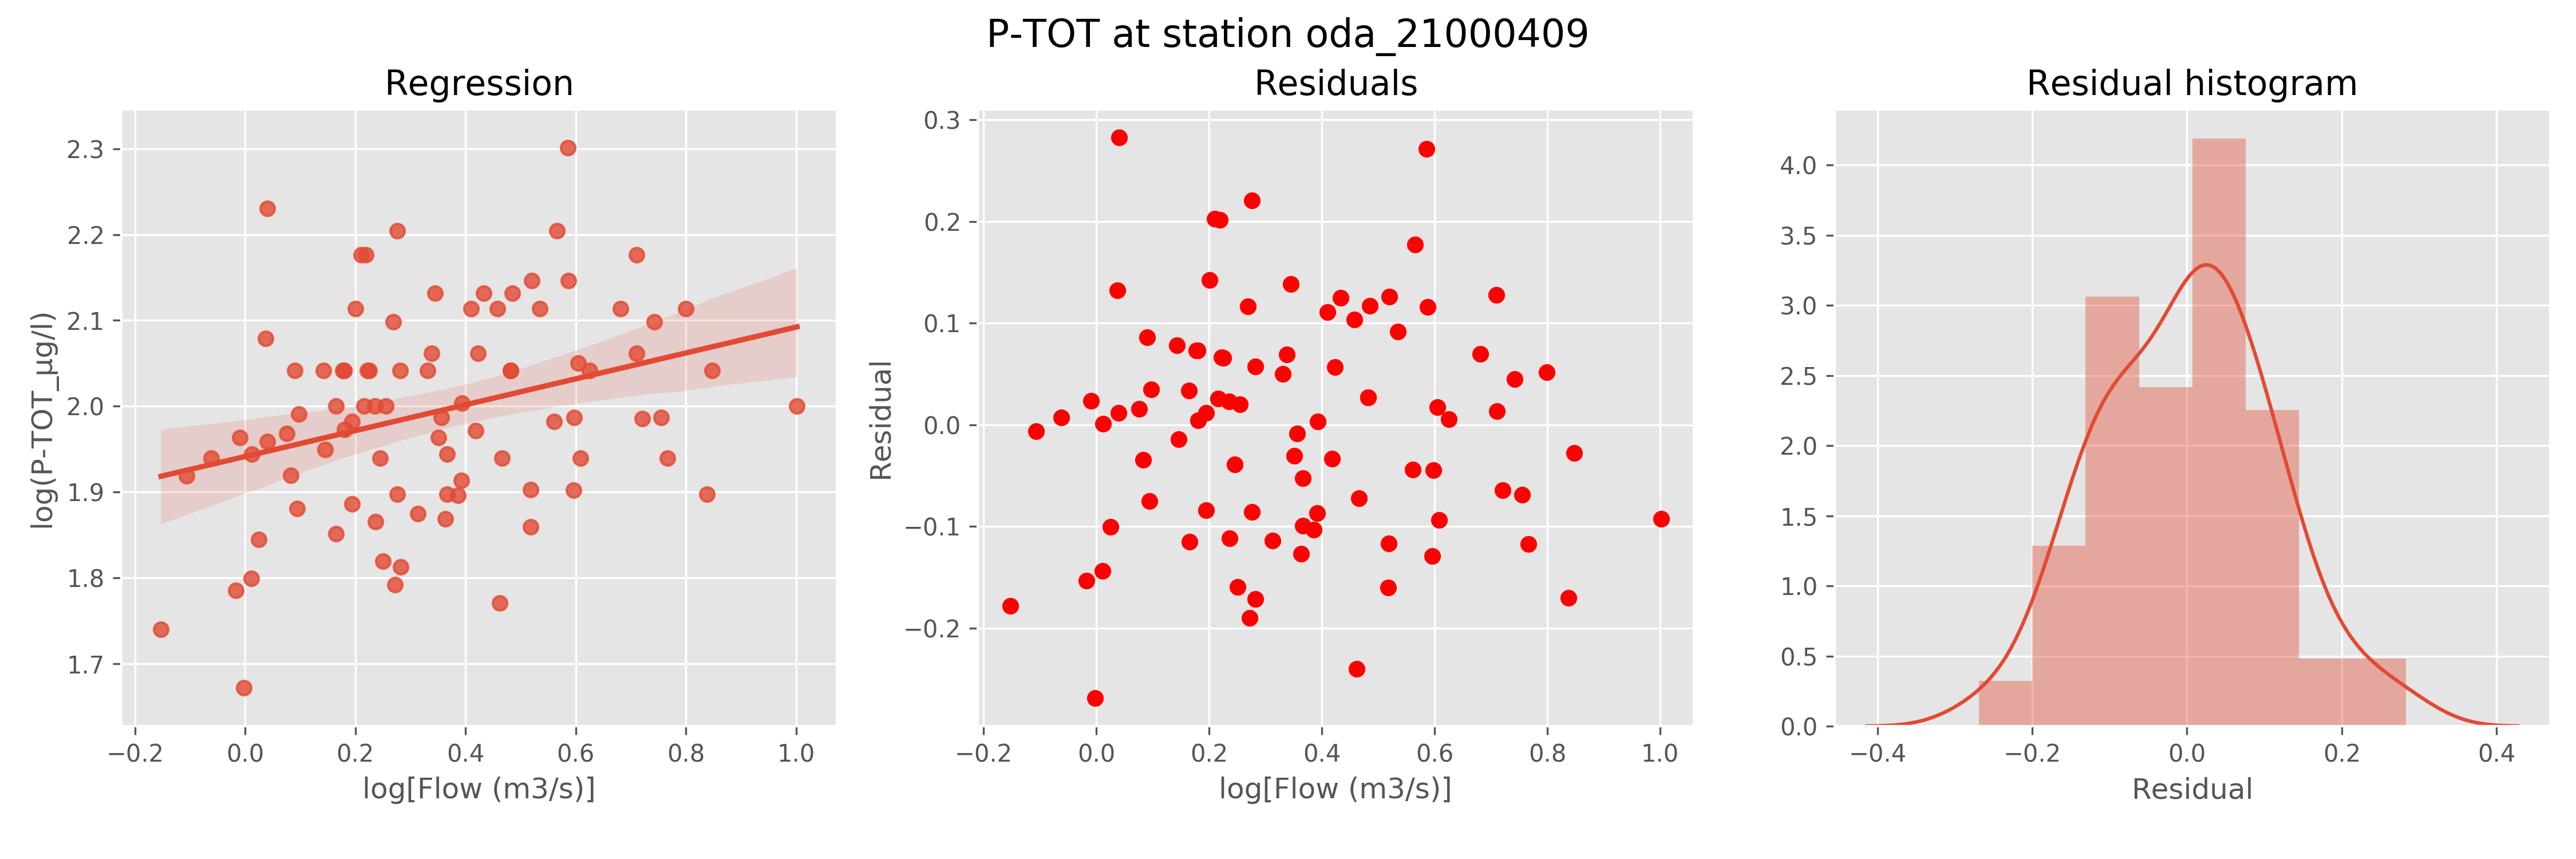 P-TOT at station oda_21000409
Regression
2.3
2.2
2.1
2.0
1.9
1.8
1.7
log(P-TOT_µg/l)
−0.2 0.0 0.2 0.4 0.6 0.8 1.0
log[Flow (m3/s)]
Residuals
0.3
0.2
0.1
0.0
−0.1
−0.2
Residual
−0.2 0.0 0.2 0.4 0.6 0.8 1.0
log[Flow (m3/s)]
Residual histogram
4.0
3.5
3.0
2.5
2.0
1.5
1.0
0.5
0.0
−0.4 −0.2 0.0 0.2 0.4
Residual